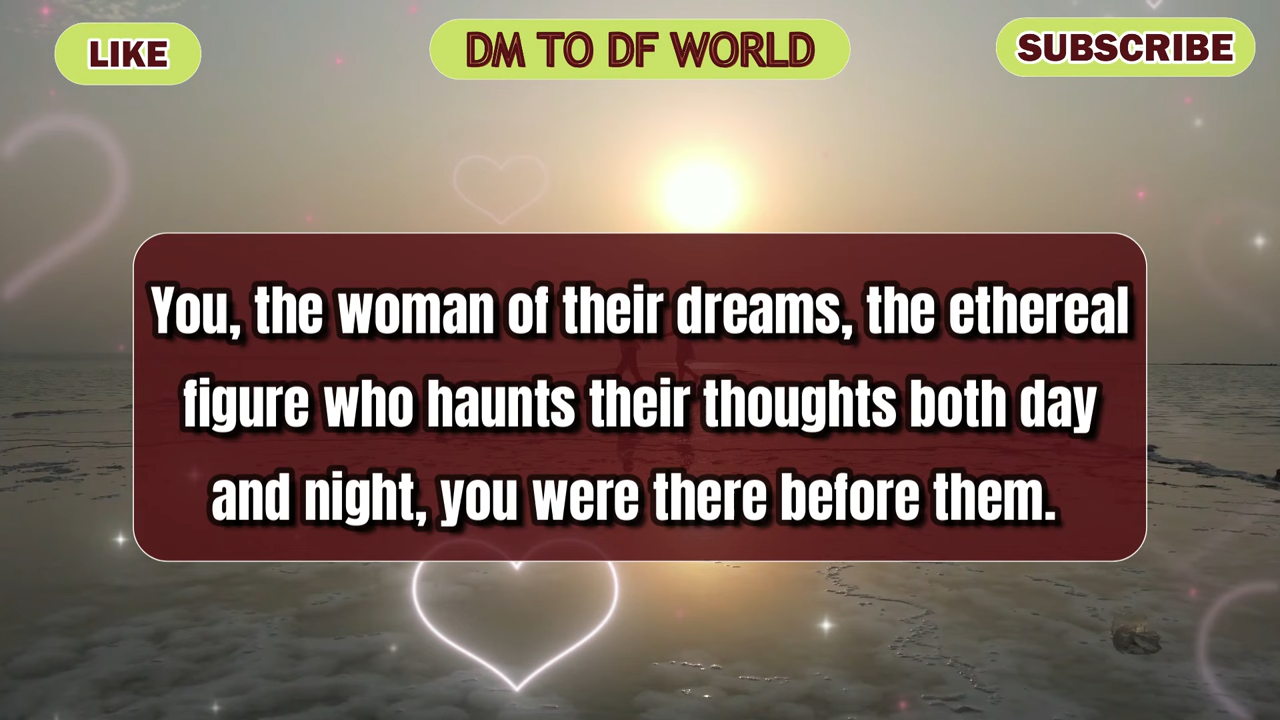 LIKE
DM TO DF WORLD
SUBSCRIBE
You, the woman of their dreams, the ethereal
figure who haunts their thoughts both day
and night, you were there before them.